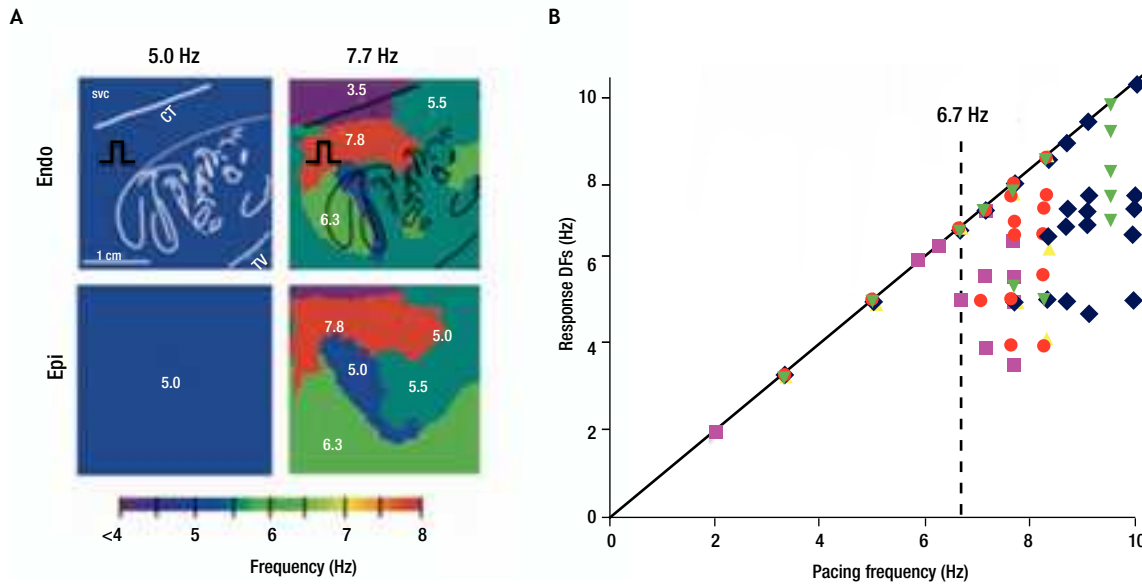 A
5.0 Hz
7.7 Hz
Endo
svc
CT
TV
1 cm
3.5
5.5
7.8
6.3
Epi
5.0
7.8
5.0
5.0
5.5
6.3
<4
5
6
7
8
Frequency (Hz)
B
Response DFs (Hz)
10
8
6
4
2
0
6.7 Hz
0
2
4
6
8
10
Pacing frequency (Hz)